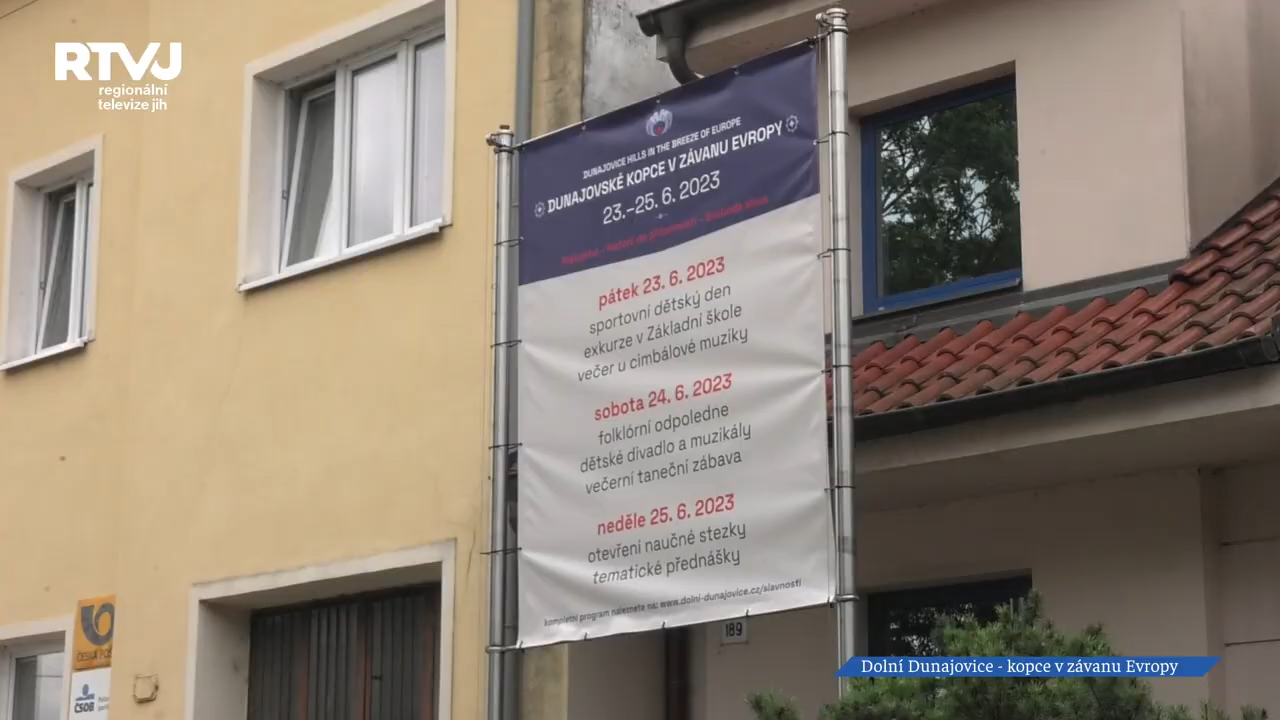 RTVJ
regionální
televize jih
DUNAJOVICE HILLS IN THE BREEZE OF EUROPE
DUNAJOVSKÉ KOPCE V ZÁVANU EVROPY
23.–25. 6. 2023
pátek 23. 6. 2023
sportovní dětský den
exkurze v Základní škole
večer u cimbálové muziky
sobota 24. 6. 2023
folklórní odpoledne
dětské divadlo a muzikály
večerní taneční zábava
neděle 25. 6. 2023
otevření naučné stezky
tematické přednášky
kompletní program naleznete na: www.dolni-dunajovice.cz/slavnosti
189
ČESKÁ
ČSOB
Dolní Dunajovice - kopce v závanu Evropy